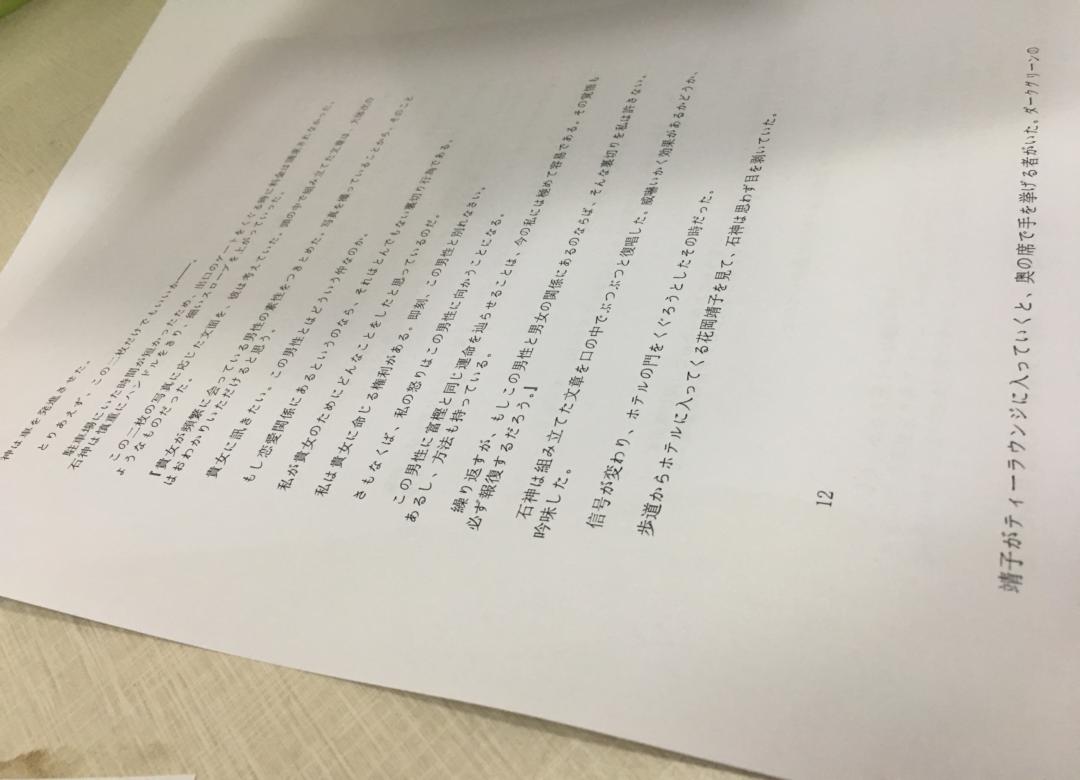 神は車を発進させた。
とりあえず、この二枚だけでもいいか――
駐車場にいた時間が短かったため、出口のゲートをくぐる時に料金は請求されなかった。
石神は慎重にハンドルをきり、細いスロープを上がっていった。
この二枚の写真に応じた文面を、彼は考えていた。頭の中で組み立てた文章は、大体次の
ようなものだった。
『貴女が頻繁に会っている男性の素性をつきとめた。写真を撮っていることから、そのこと
はおわかりいただけると思う。
貴女に訊きたい。この男性とはどういう仲なのか。
もし恋愛関係にあるというのなら、それはとんでもない裏切り行為である。
私が貴女のためにどんなことをしたと思っているのだ。
私は貴女に命じる権利がある。即刻、この男性と別れなさい。
さもなくば、私の怒りはこの男性に向かうことになる。
この男性に富樫と同じ運命を辿らせることは、今の私には極めて容易である。その覚悟も
あるし、方法も持っている。
繰り返すが、もしこの男性と男女の関係にあるのならば、そんな裏切りを私は許さない。
必ず報復するだろう。』
石神は組み立てた文章を口の中でぶつぶつと復唱した。威嚇いかく効果があるかどうか、
吟味した。
信号が変わり、ホテルの門をくぐろうとしたその時だった。
歩道からホテルに入ってくる花岡靖子を見て、石神は思わず目を剥いていた。
12
靖子がティーラウンジに入っていくと、奥の席で手を挙げる者がいた。ダークグリーンの